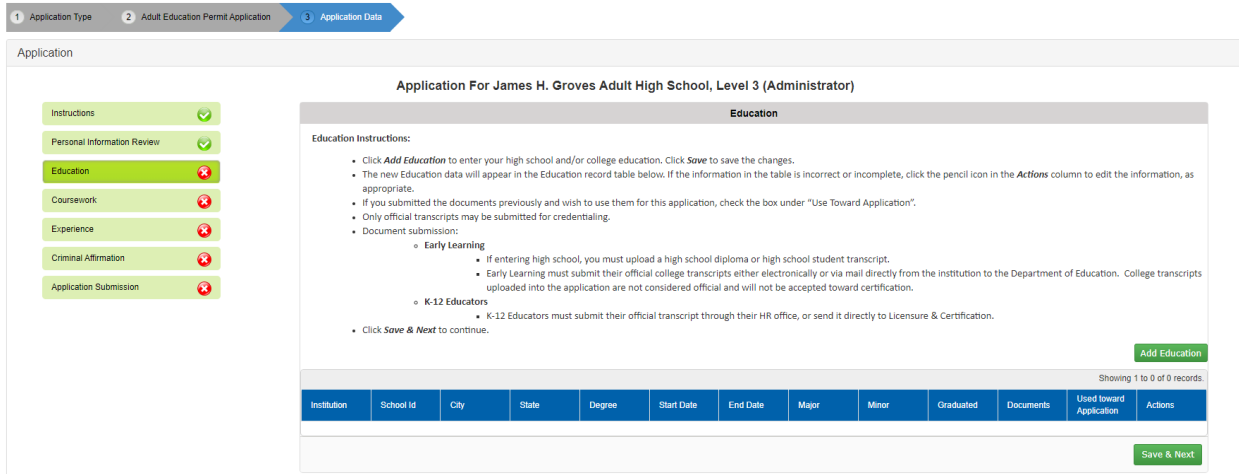 1 Application Type 2 Adult Education Permit Application 3 Application Data
Application
Application For James H. Groves Adult High School, Level 3 (Administrator)
Instructions
Personal Information Review
Education
Coursework
Experience
Criminal Affirmation
Application Submission
Education
Education Instructions:
• Click Add Education to enter your high school and/or college education. Click Save to save the changes.
• The new Education data will appear in the Education record table below. If the information in the table is incorrect or incomplete, click the pencil icon in the Actions column to edit the information, as
appropriate.
• If you submitted the documents previously and wish to use them for this application, check the box under "Use Toward Application".
• Only official transcripts may be submitted for credentialing.
• Document submission:
○ Early Learning
▪ If entering high school, you must upload a high school diploma or high school student transcript.
▪ Early Learning must submit their official college transcripts either electronically or via mail directly from the institution to the Department of Education. College transcripts
uploaded into the application are not considered official and will not be accepted toward certification.
○ K-12 Educators
▪ K-12 Educators must submit their official transcript through their HR office, or send it directly to Licensure & Certification.
• Click Save & Next to continue.
Add Education
Showing 1 to 0 of 0 records.
Institution School Id City State Degree Start Date End Date Major Minor Graduated Documents Used toward Application Actions
Save & Next